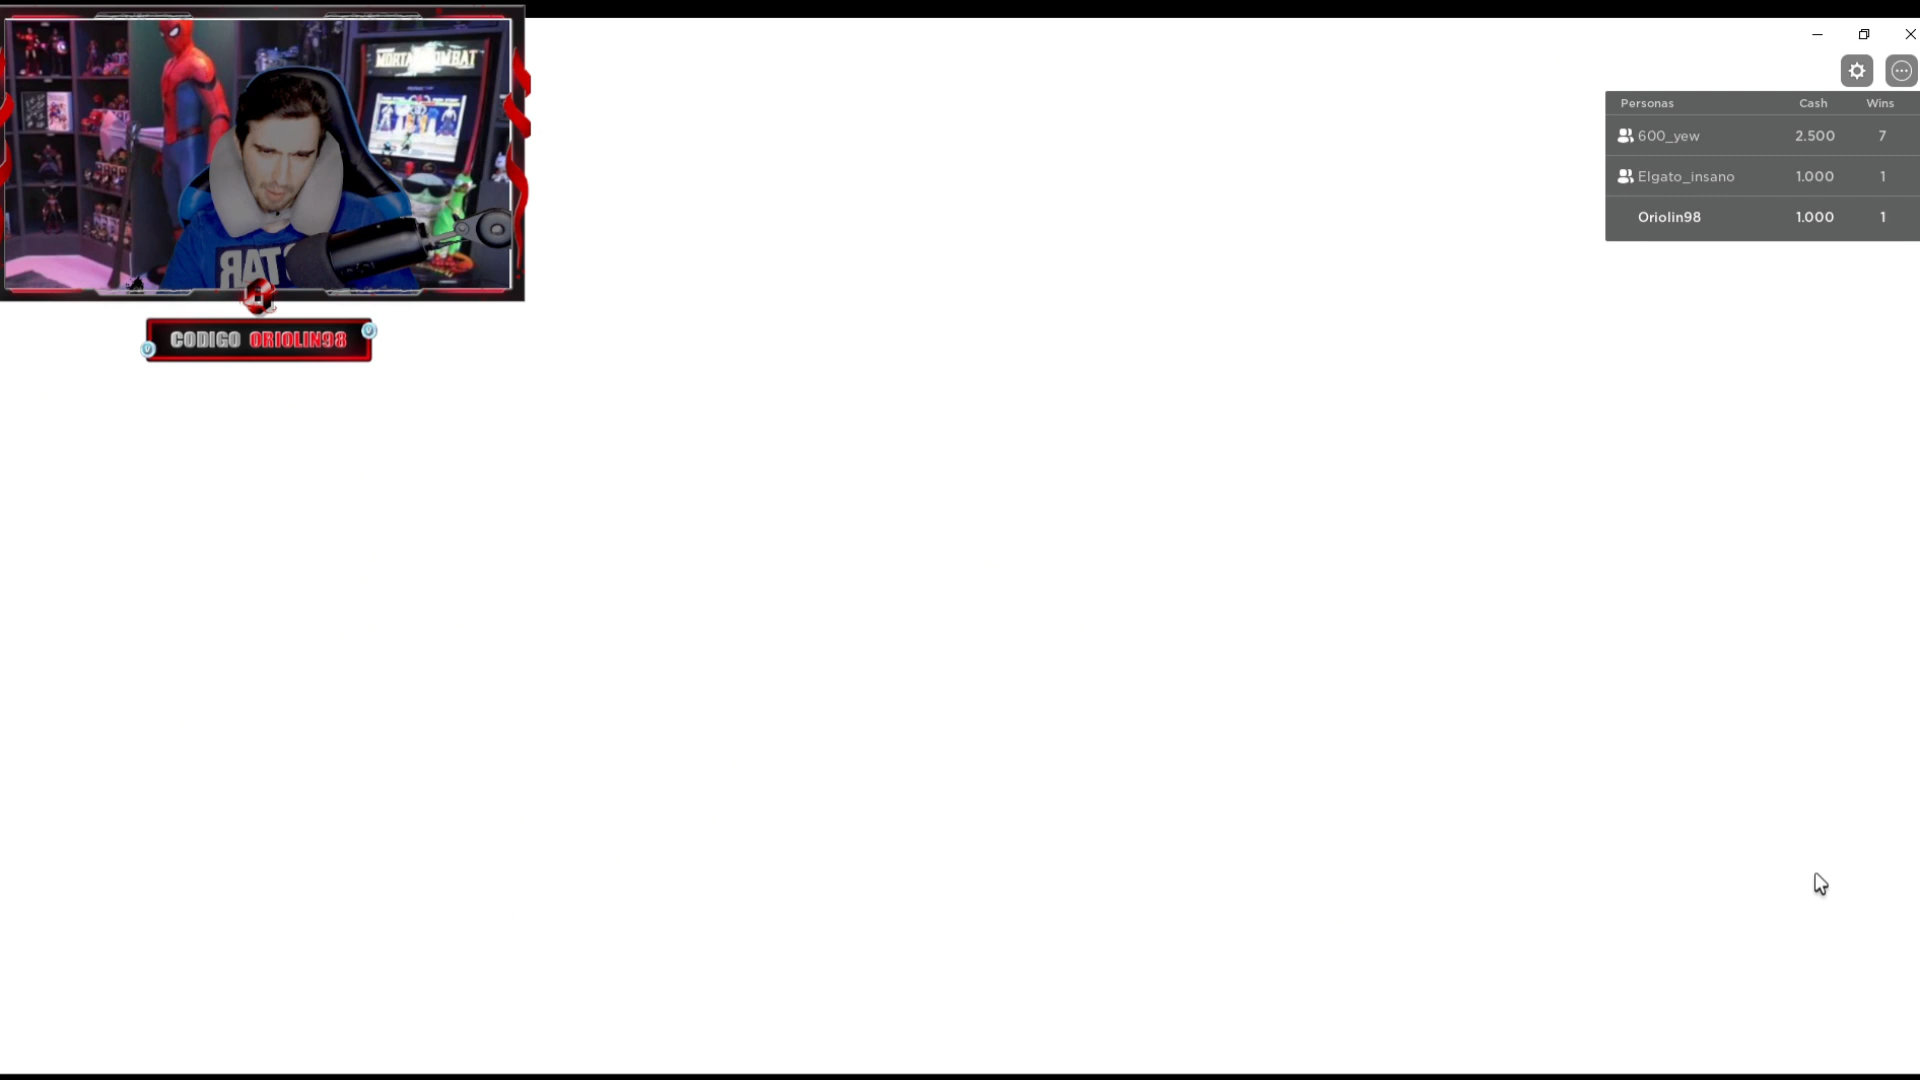 MORTAL KOMBAT
STAR
CODIGO ORIOLIN98
Personas Cash Wins
600_yew 2.500 7
Elgato_insano 1.000 1
Oriolin98 1.000 1